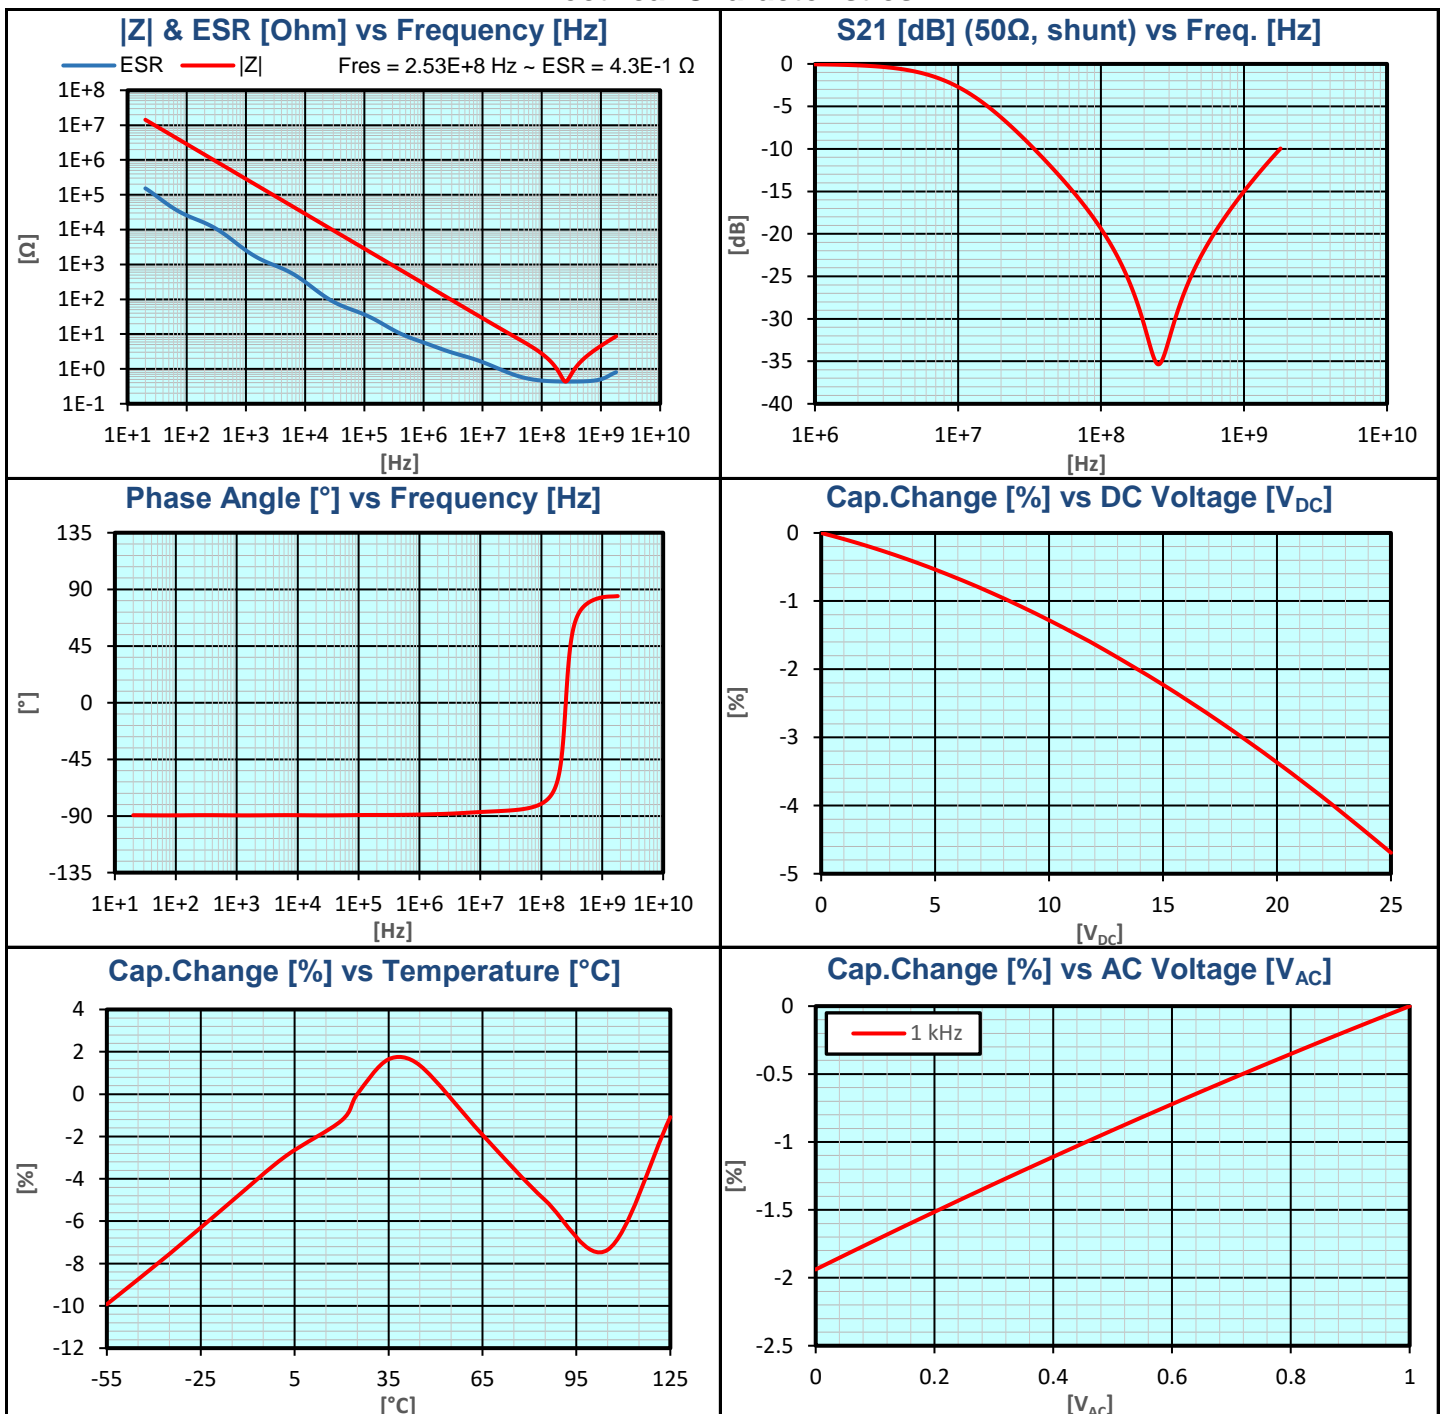 |Z| & ESR [Ohm] vs Frequency [Hz]
ESR |Z| Fres = 2.53E+8 Hz ~ ESR = 4.3E-1 Ω
1E+8
1E+7
1E+6
1E+5
1E+4
1E+3
1E+2
1E+1
1E+0
1E-1
[Ω]
1E+1 1E+2 1E+3 1E+4 1E+5 1E+6 1E+7 1E+8 1E+9 1E+10
[Hz]
S21 [dB] (50Ω, shunt) vs Freq. [Hz]
0
-5
-10
-15
-20
-25
-30
-35
-40
[dB]
1E+6 1E+7 1E+8 1E+9 1E+10
[Hz]
Phase Angle [°] vs Frequency [Hz]
135
90
45
0
-45
-90
-135
[°]
1E+1 1E+2 1E+3 1E+4 1E+5 1E+6 1E+7 1E+8 1E+9 1E+10
[Hz]
Cap.Change [%] vs DC Voltage [VDC]
0
-1
-2
-3
-4
-5
[%]
0 5 10 15 20 25
[VDC]
Cap.Change [%] vs Temperature [°C]
4
2
0
-2
-4
-6
-8
-10
-12
[%]
-55 -25 5 35 65 95 125
[°C]
Cap.Change [%] vs AC Voltage [VAC]
1 kHz
0
-0.5
-1
-1.5
-2
-2.5
[%]
0 0.2 0.4 0.6 0.8 1
[VAC]